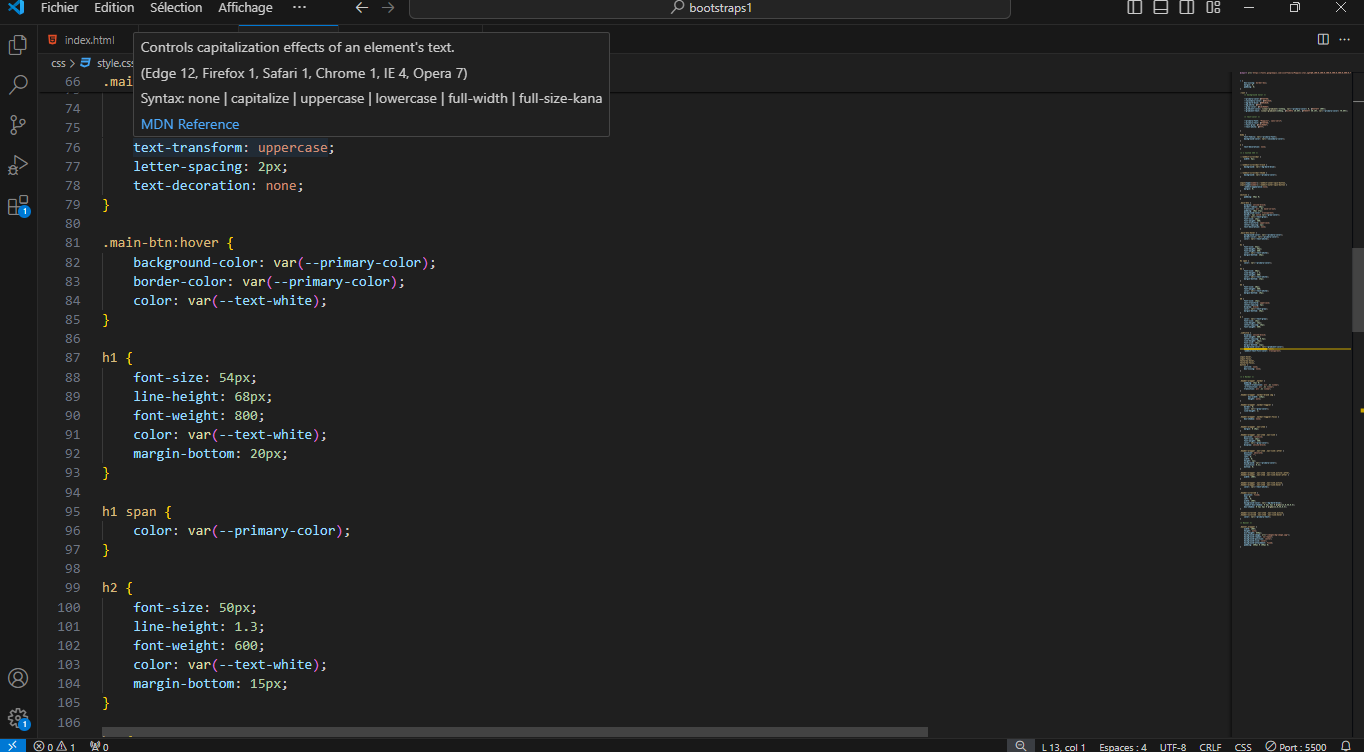 Fichier Edition Sélection Affichage ··· bootstraps1
index.html
css > style.css
Controls capitalization effects of an element's text.
(Edge 12, Firefox 1, Safari 1, Chrome 1, IE 4, Opera 7)
Syntax: none | capitalize | uppercase | lowercase | full-width | full-size-kana
MDN Reference
66 .mai
74
75
76 text-transform: uppercase;
77 letter-spacing: 2px;
78 text-decoration: none;
79 }
80
81 .main-btn:hover {
82 background-color: var(--primary-color);
83 border-color: var(--primary-color);
84 color: var(--text-white);
85 }
86
87 h1 {
88 font-size: 54px;
89 line-height: 68px;
90 font-weight: 800;
91 color: var(--text-white);
92 margin-bottom: 20px;
93 }
94
95 h1 span {
96 color: var(--primary-color);
97 }
98
99 h2 {
100 font-size: 50px;
101 line-height: 1.3;
102 font-weight: 600;
103 color: var(--text-white);
104 margin-bottom: 15px;
105 }
106
1
1
0 1 0 L 13, col 1 Espaces : 4 UTF-8 CRLF CSS Port : 5500